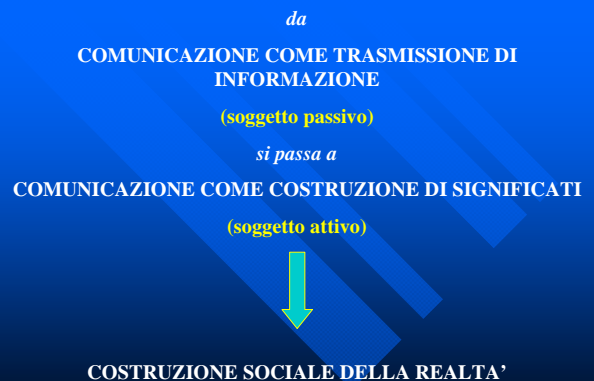 da
COMUNICAZIONE COME TRASMISSIONE DI
INFORMAZIONE
(soggetto passivo)
si passa a
COMUNICAZIONE COME COSTRUZIONE DI SIGNIFICATI
(soggetto attivo)
COSTRUZIONE SOCIALE DELLA REALTA’